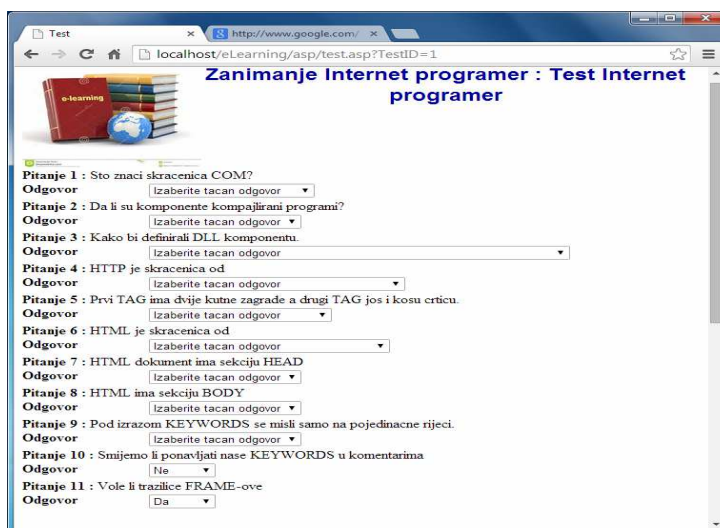 Test
http://www.google.com/
localhost/eLearning/asp/test.asp?TestID=1
e-learning
Zanimanje Internet programer : Test Internet
programer
Pitanje 1 : Sto znaci skracenica COM?
Odgovor Izaberite tacan odgovor
Pitanje 2 : Da li su komponente kompajlirani programi?
Odgovor Izaberite tacan odgovor
Pitanje 3 : Kako bi definirali DLL komponentu.
Odgovor Izaberite tacan odgovor
Pitanje 4 : HTTP je skracenica od
Odgovor Izaberite tacan odgovor
Pitanje 5 : Prvi TAG ima dvije kutne zagrade a drugi TAG jos i kosu crticu.
Odgovor Izaberite tacan odgovor
Pitanje 6 : HTML je skracenica od
Odgovor Izaberite tacan odgovor
Pitanje 7 : HTML dokument ima sekciju HEAD
Odgovor Izaberite tacan odgovor
Pitanje 8 : HTML ima sekciju BODY
Odgovor Izaberite tacan odgovor
Pitanje 9 : Pod izrazom KEYWORDS se misli samo na pojedinacne rijeci.
Odgovor Izaberite tacan odgovor
Pitanje 10 : Smijemo li ponavljati nase KEYWORDS u komentarima
Odgovor Ne
Pitanje 11 : Vole li trazilice FRAME-ove
Odgovor Da